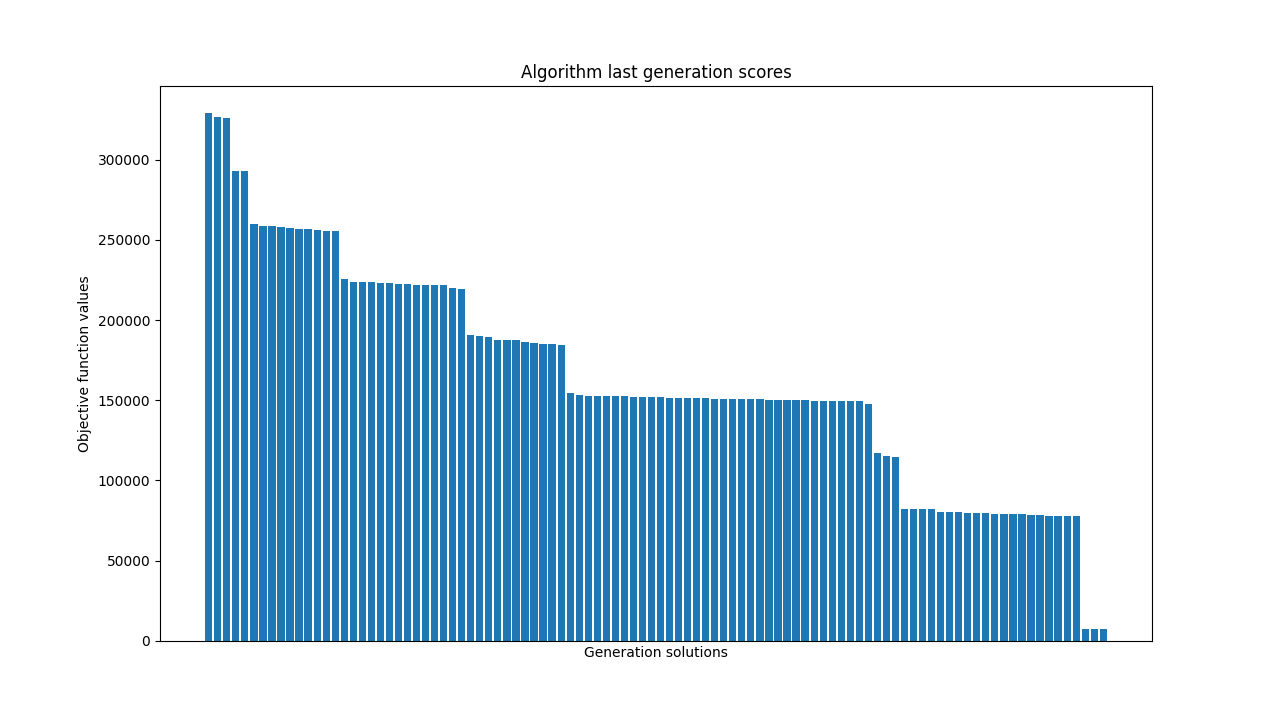 Algorithm last generation scores
300000
250000
200000
150000
100000
50000
0
Objective function values
Generation solutions